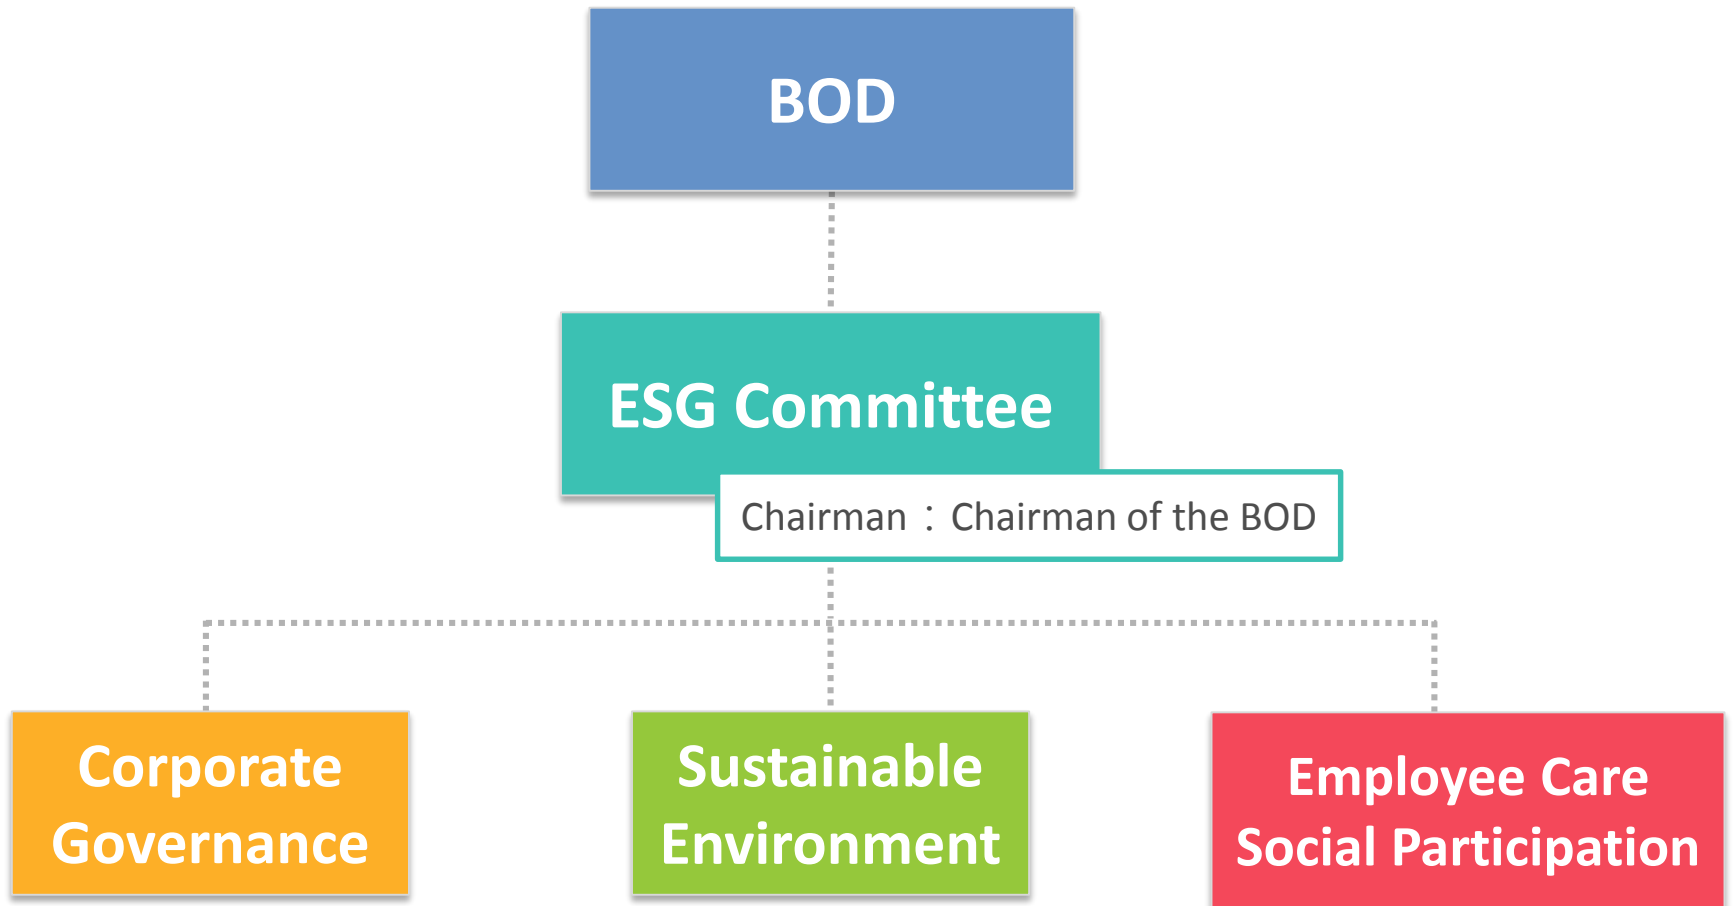 BOD
ESG Committee
Chairman：Chairman of the BOD
Corporate
Governance
Sustainable
Environment
Employee Care
Social Participation